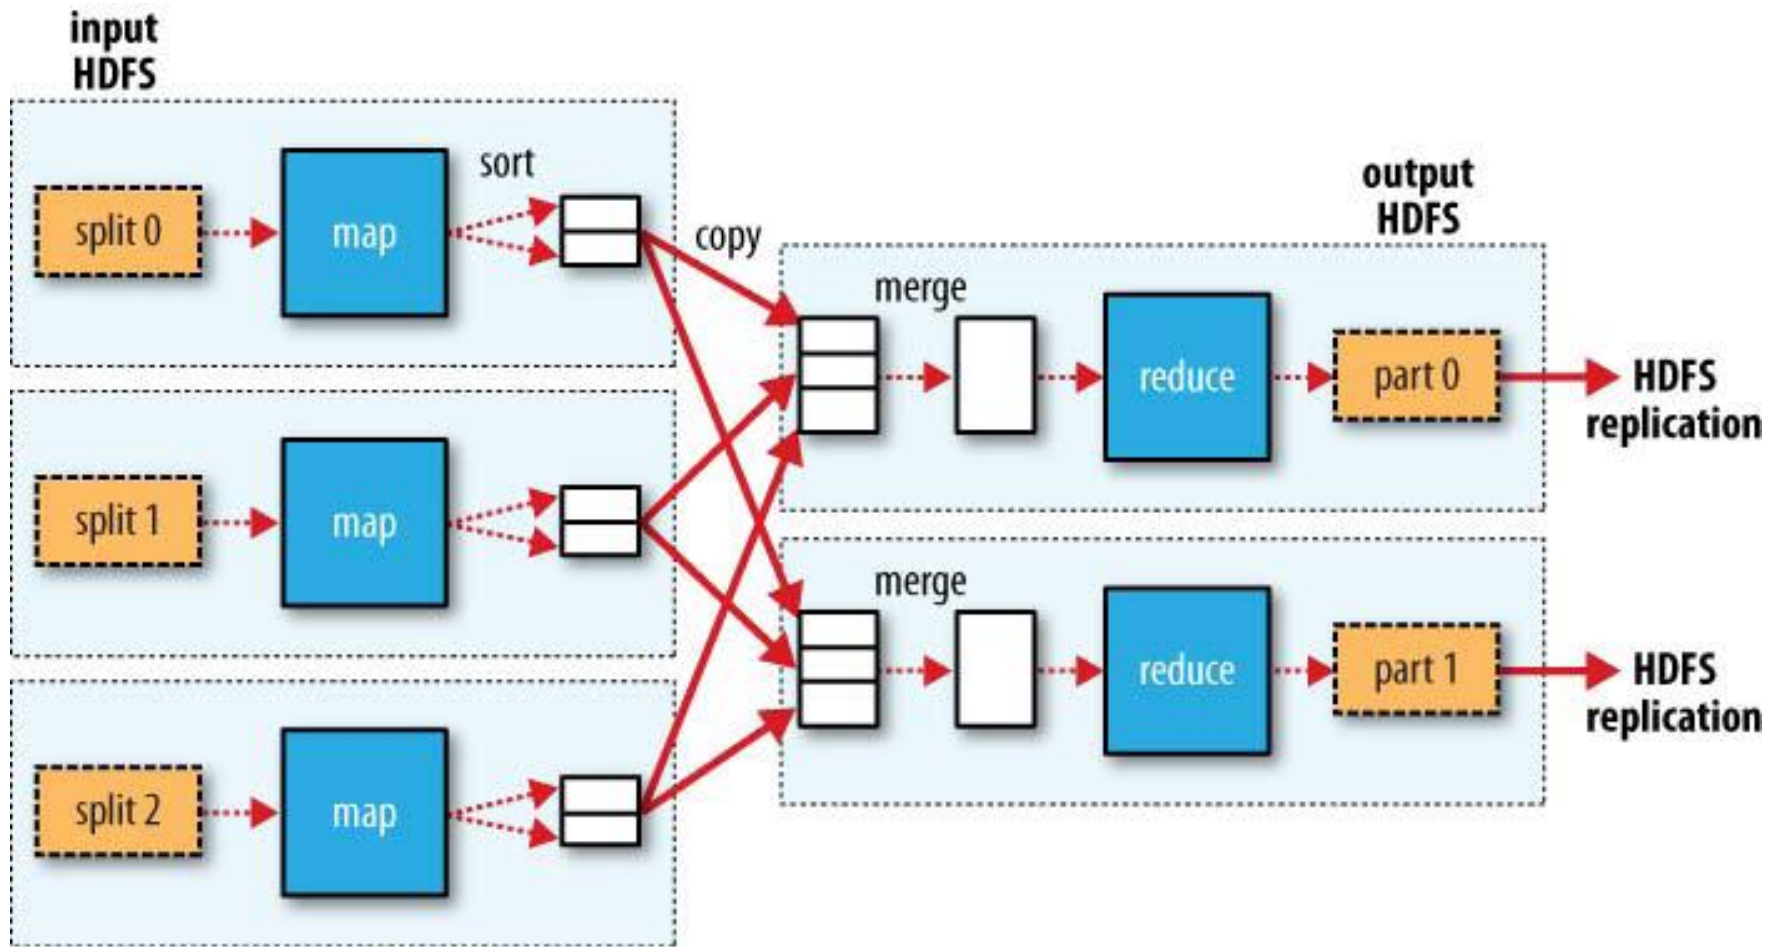 input
HDFS
split 0
map
sort
copy
split 1
map
split 2
map
output
HDFS
merge
reduce
part 0
HDFS
replication
merge
reduce
part 1
HDFS
replication